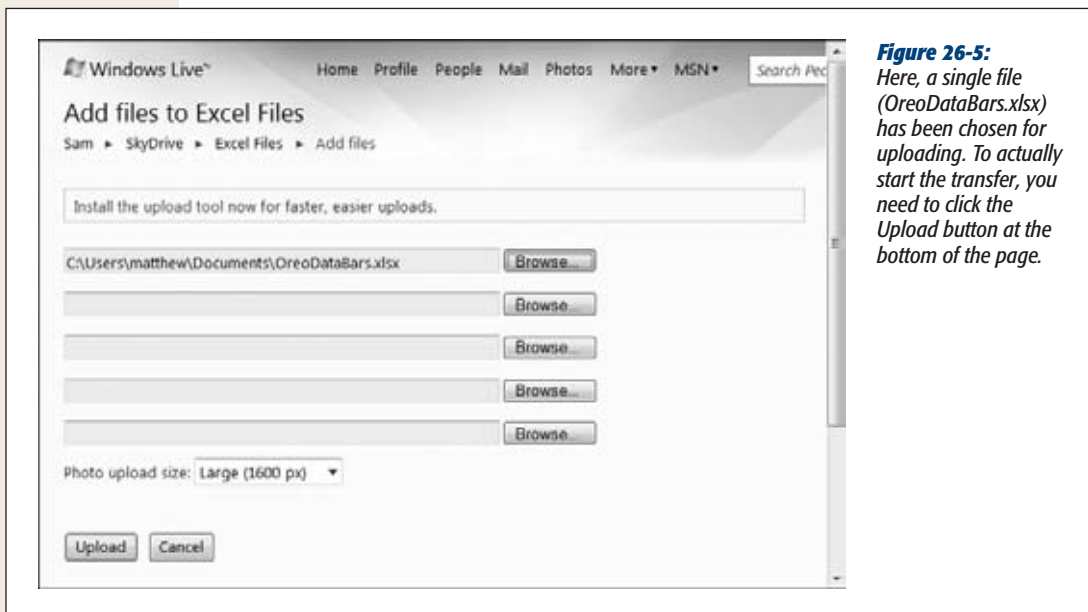 Windows Live™ Home Profile People Mail Photos More ▾ MSN ▾ Search Peo
Add files to Excel Files
Sam ▸ SkyDrive ▸ Excel Files ▸ Add files
Install the upload tool now for faster, easier uploads.
C:\Users\matthew\Documents\OreoDataBars.xlsx Browse...
Browse...
Browse...
Browse...
Browse...
Photo upload size: Large (1600 px) ▾
Upload Cancel
Figure 26-5:
Here, a single file
(OreoDataBars.xlsx)
has been chosen for
uploading. To actually
start the transfer, you
need to click the
Upload button at the
bottom of the page.